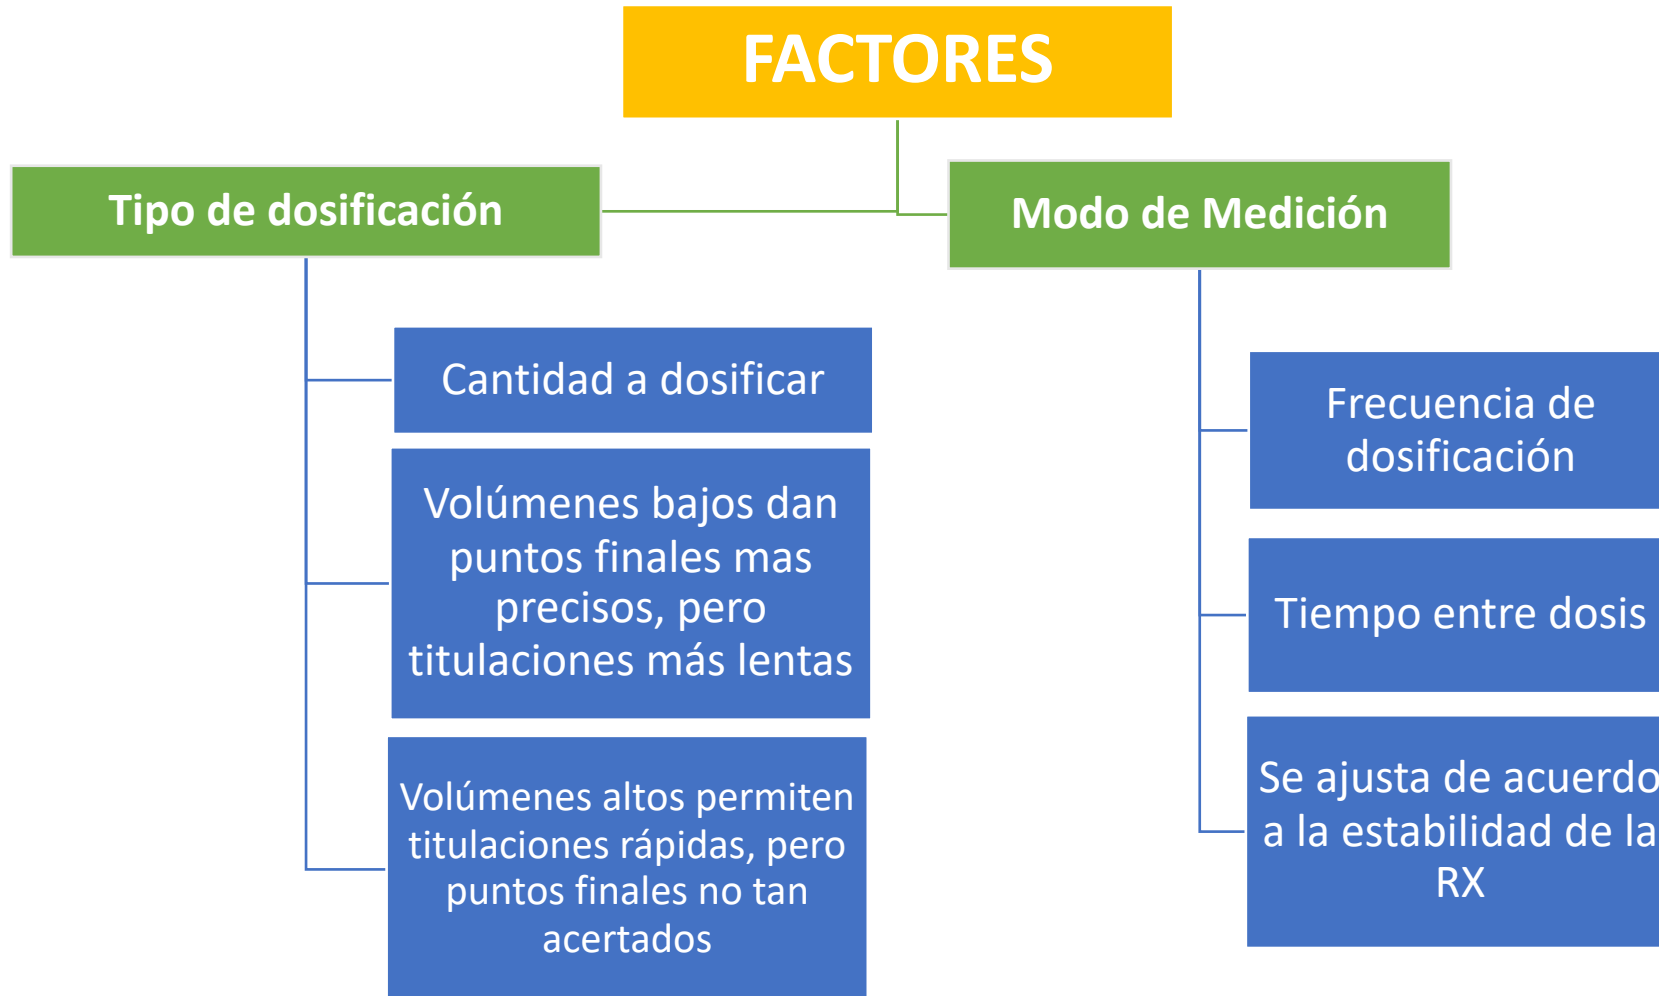 FACTORES
Tipo de dosificación
Cantidad a dosificar
Volúmenes bajos dan
puntos finales mas
precisos, pero
titulaciones más lentas
Volúmenes altos permiten
titulaciones rápidas, pero
puntos finales no tan
acertados
Modo de Medición
Frecuencia de
dosificación
Tiempo entre dosis
Se ajusta de acuerdo
a la estabilidad de la
RX